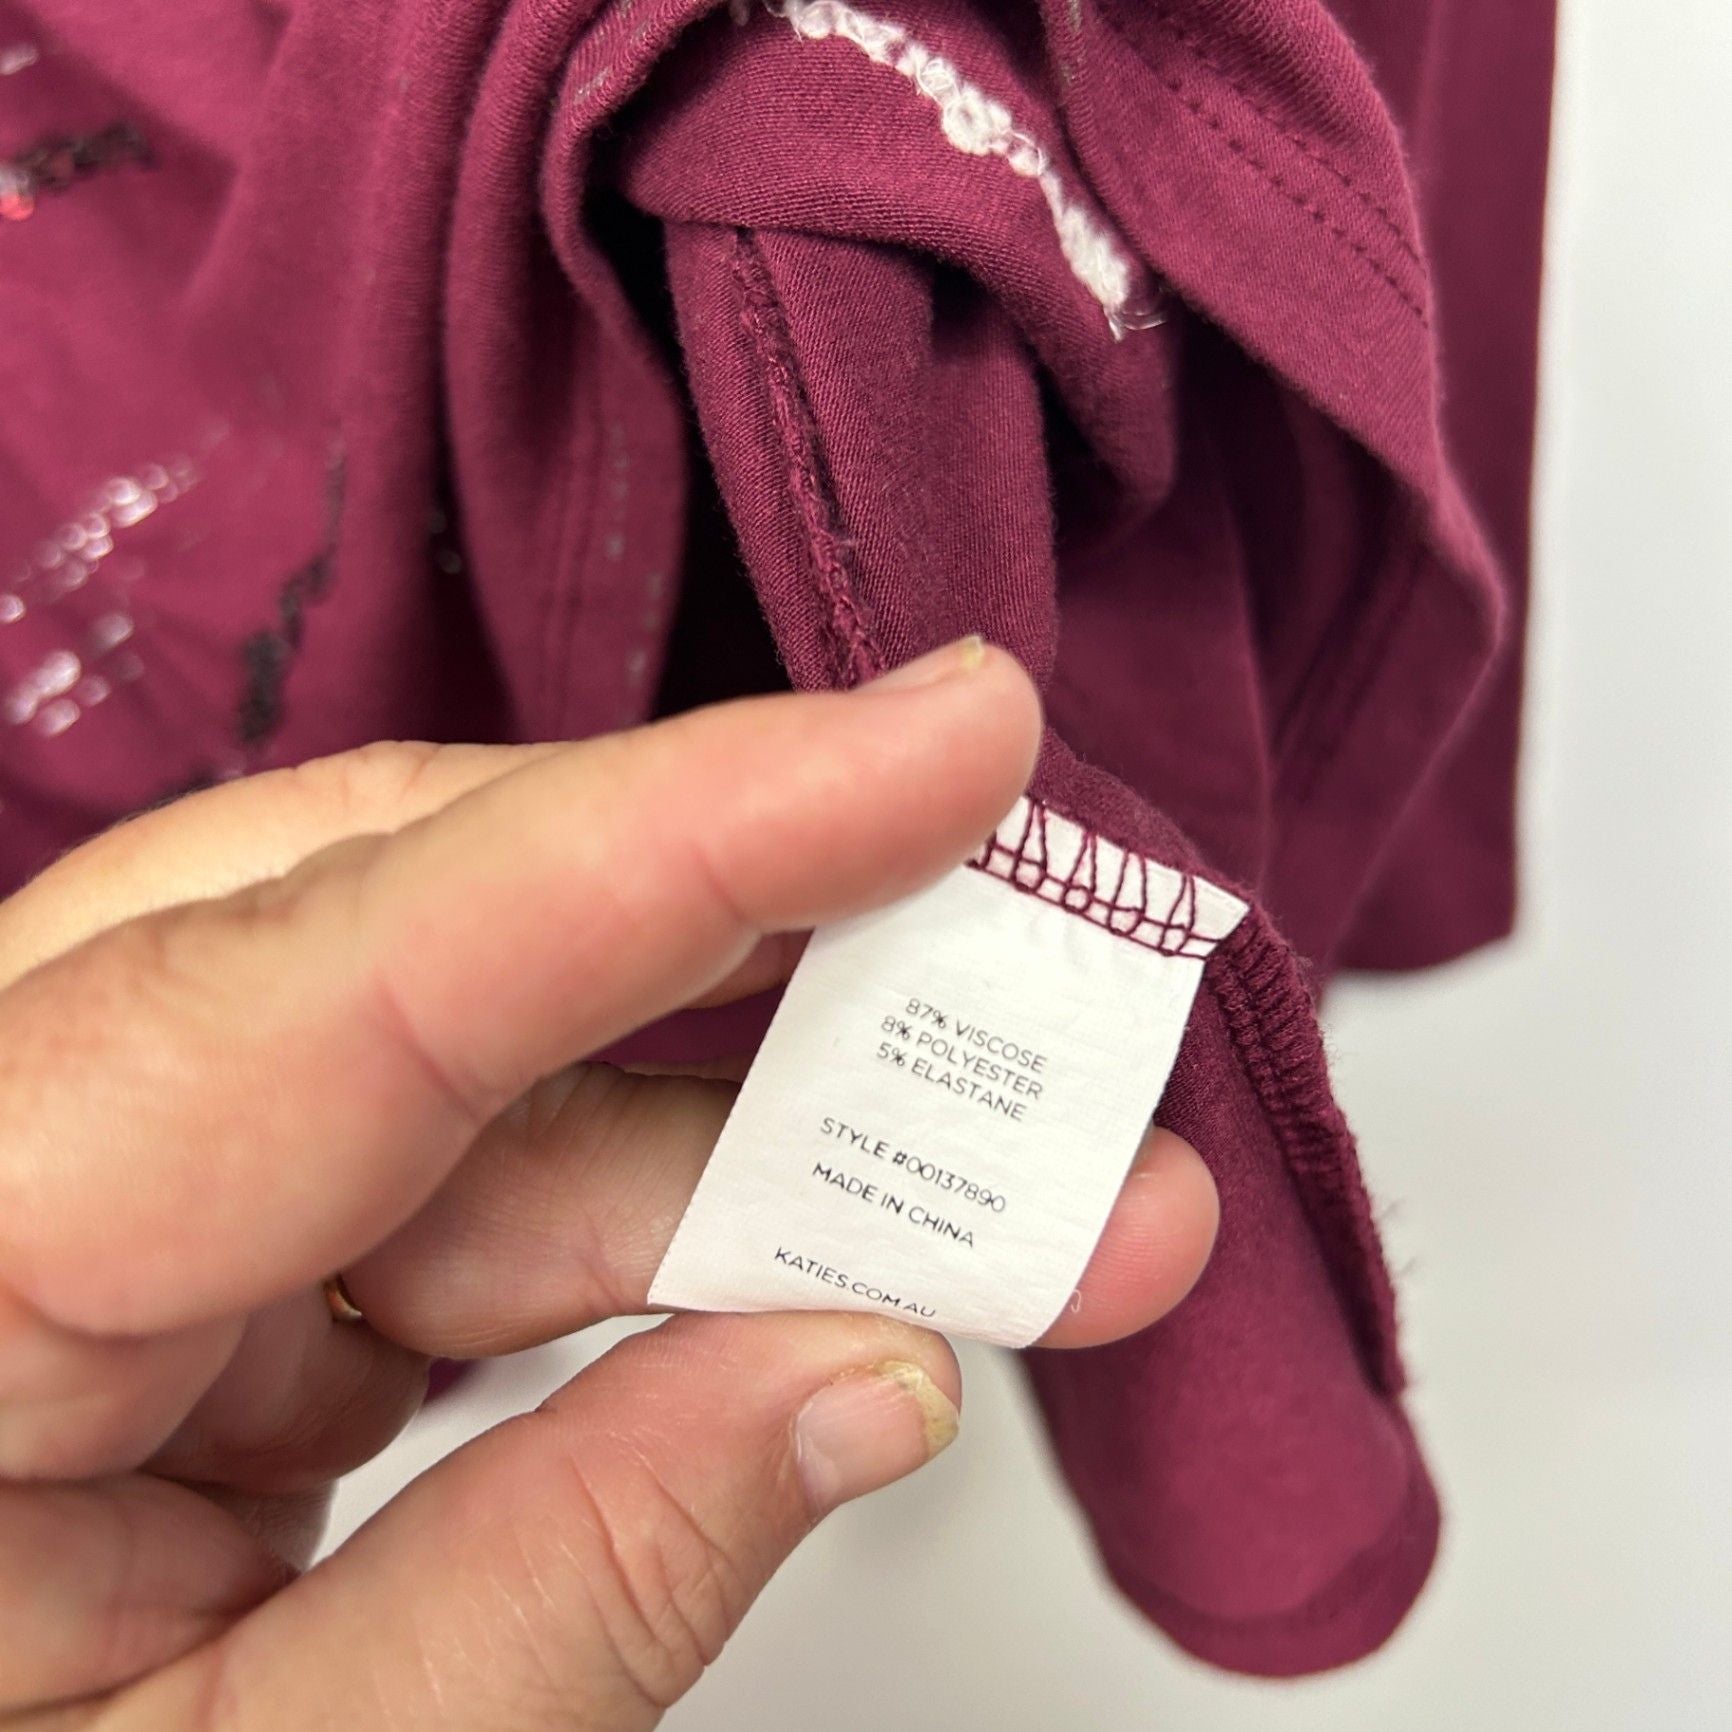 87% VISCOSE
8% POLYESTER
5% ELASTANE
STYLE #00137890
MADE IN CHINA
KATIES.COM.AU